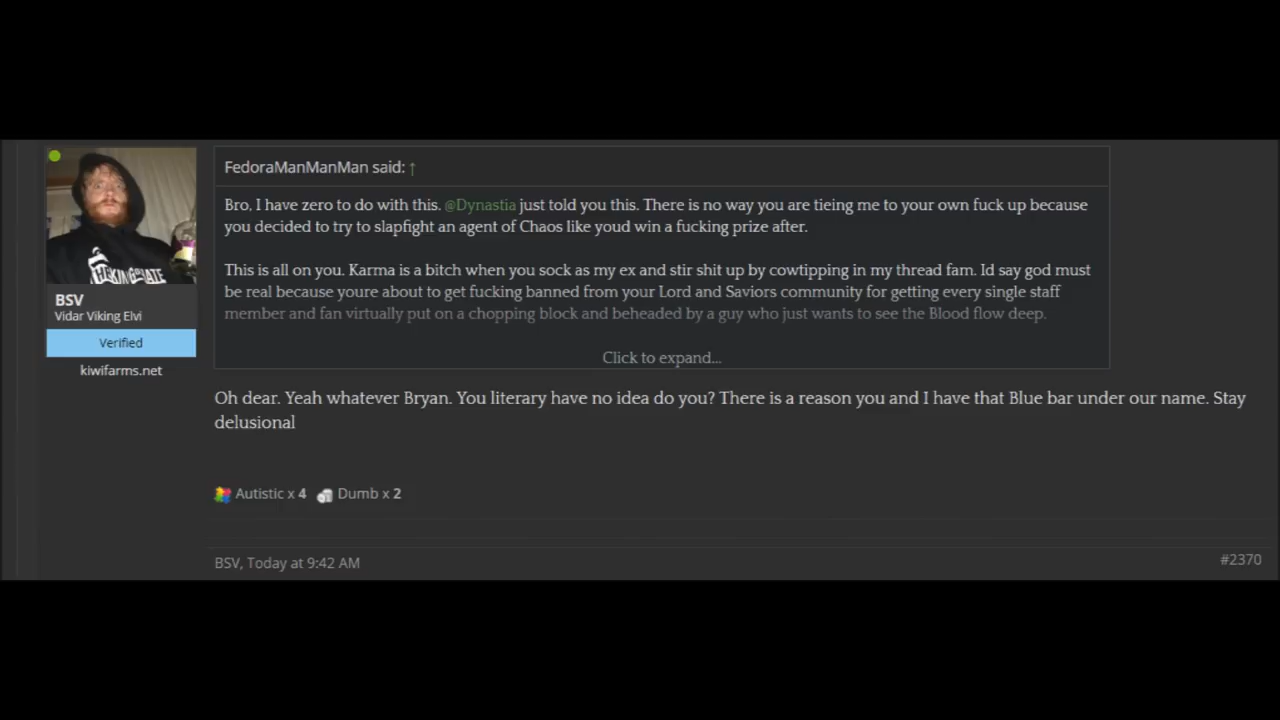 FedoraManManMan said: ↑
Bro, I have zero to do with this. @Dynastia just told you this. There is no way you are tieing me to your own fuck up because
you decided to try to slapfight an agent of Chaos like youd win a fucking prize after.
This is all on you. Karma is a bitch when you sock as my ex and stir shit up by cowtipping in my thread fam. Id say god must
be real because youre about to get fucking banned from your Lord and Saviors community for getting every single staff
member and fan virtually put on a chopping block and beheaded by a guy who just wants to see the Blood flow deep.
Click to expand...
BSV
Vidar Viking Elvi
Verified
kiwifarms.net
Oh dear. Yeah whatever Bryan. You literary have no idea do you? There is a reason you and I have that Blue bar under our name. Stay
delusional
Autistic x 4 Dumb x 2
BSV, Today at 9:42 AM
#2370